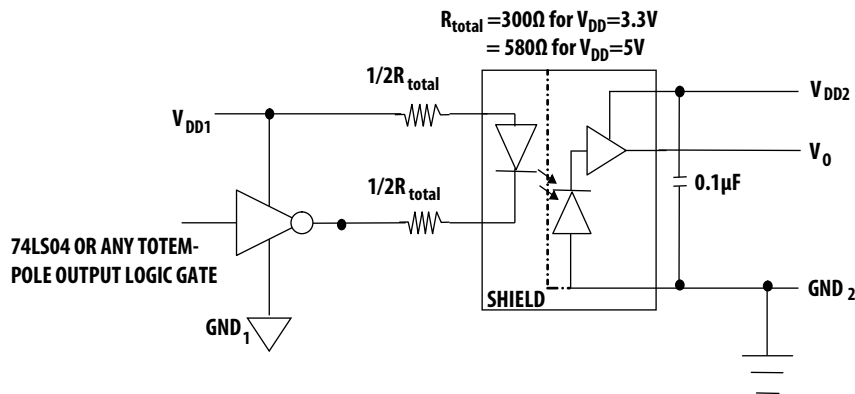 R_total =300Ω for V_DD=3.3V
= 580Ω for V_DD=5V
1/2R_total
V_DD1
V_DD2
V_O
1/2R_total
0.1µF
74LS04 OR ANY TOTEM-
POLE OUTPUT LOGIC GATE
SHIELD
GND_2
GND_1